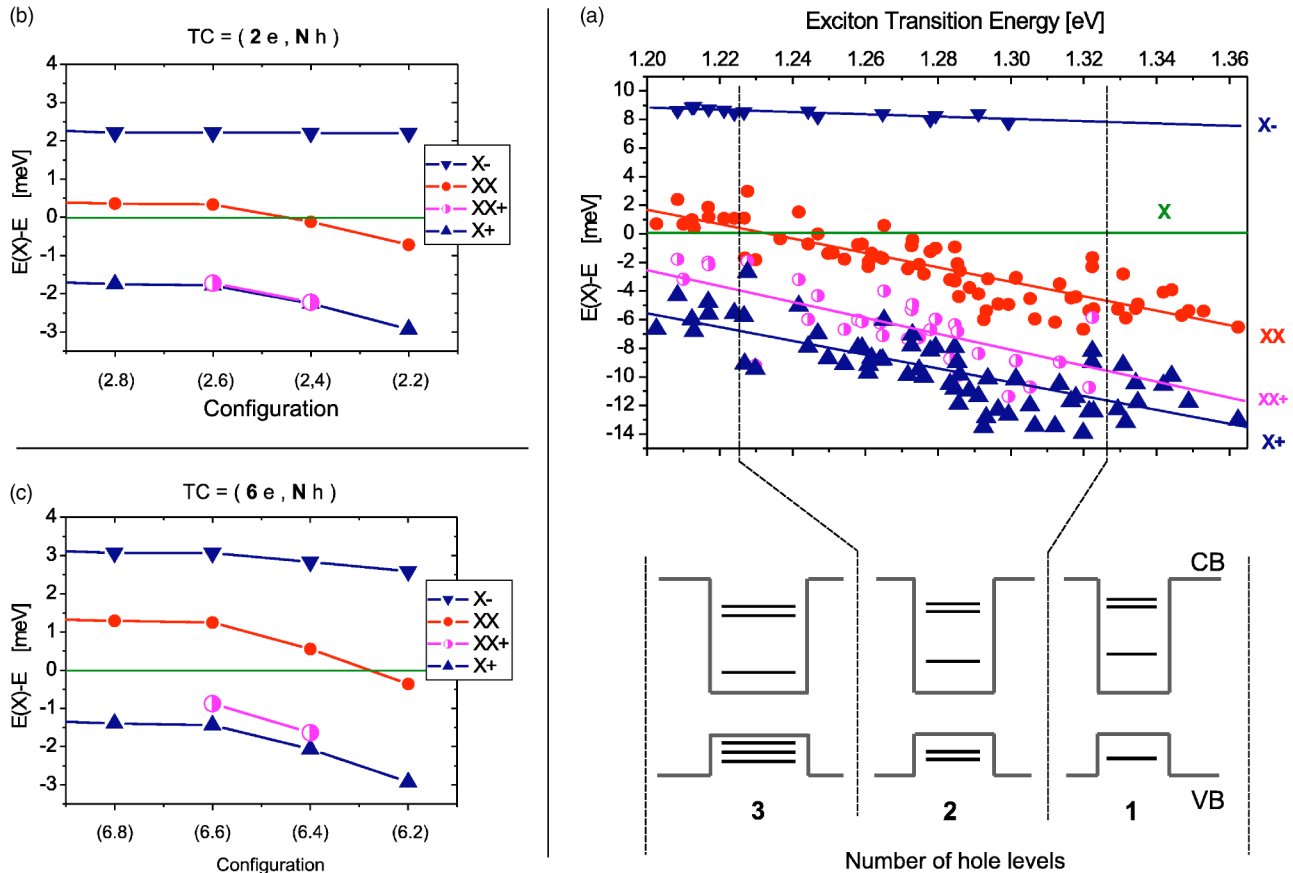 (b)
TC = ( 2 e , N h )
4
3
2
1
0
-1
-2
-3
E(X)-E [meV]
X-
XX
XX+
X+
(2.8) (2.6) (2.4) (2.2)
Configuration
(c)
TC = ( 6 e , N h )
4
3
2
1
0
-1
-2
-3
E(X)-E [meV]
X-
XX
XX+
X+
(6.8) (6.6) (6.4) (6.2)
Configuration
(a)
Exciton Transition Energy [eV]
1.20 1.22 1.24 1.26 1.28 1.30 1.32 1.34 1.36
10
8
6
4
2
0
-2
-4
-6
-8
-10
-12
-14
E(X)-E [meV]
X-
X
XX
XX+
X+
CB
VB
3 2 1
Number of hole levels